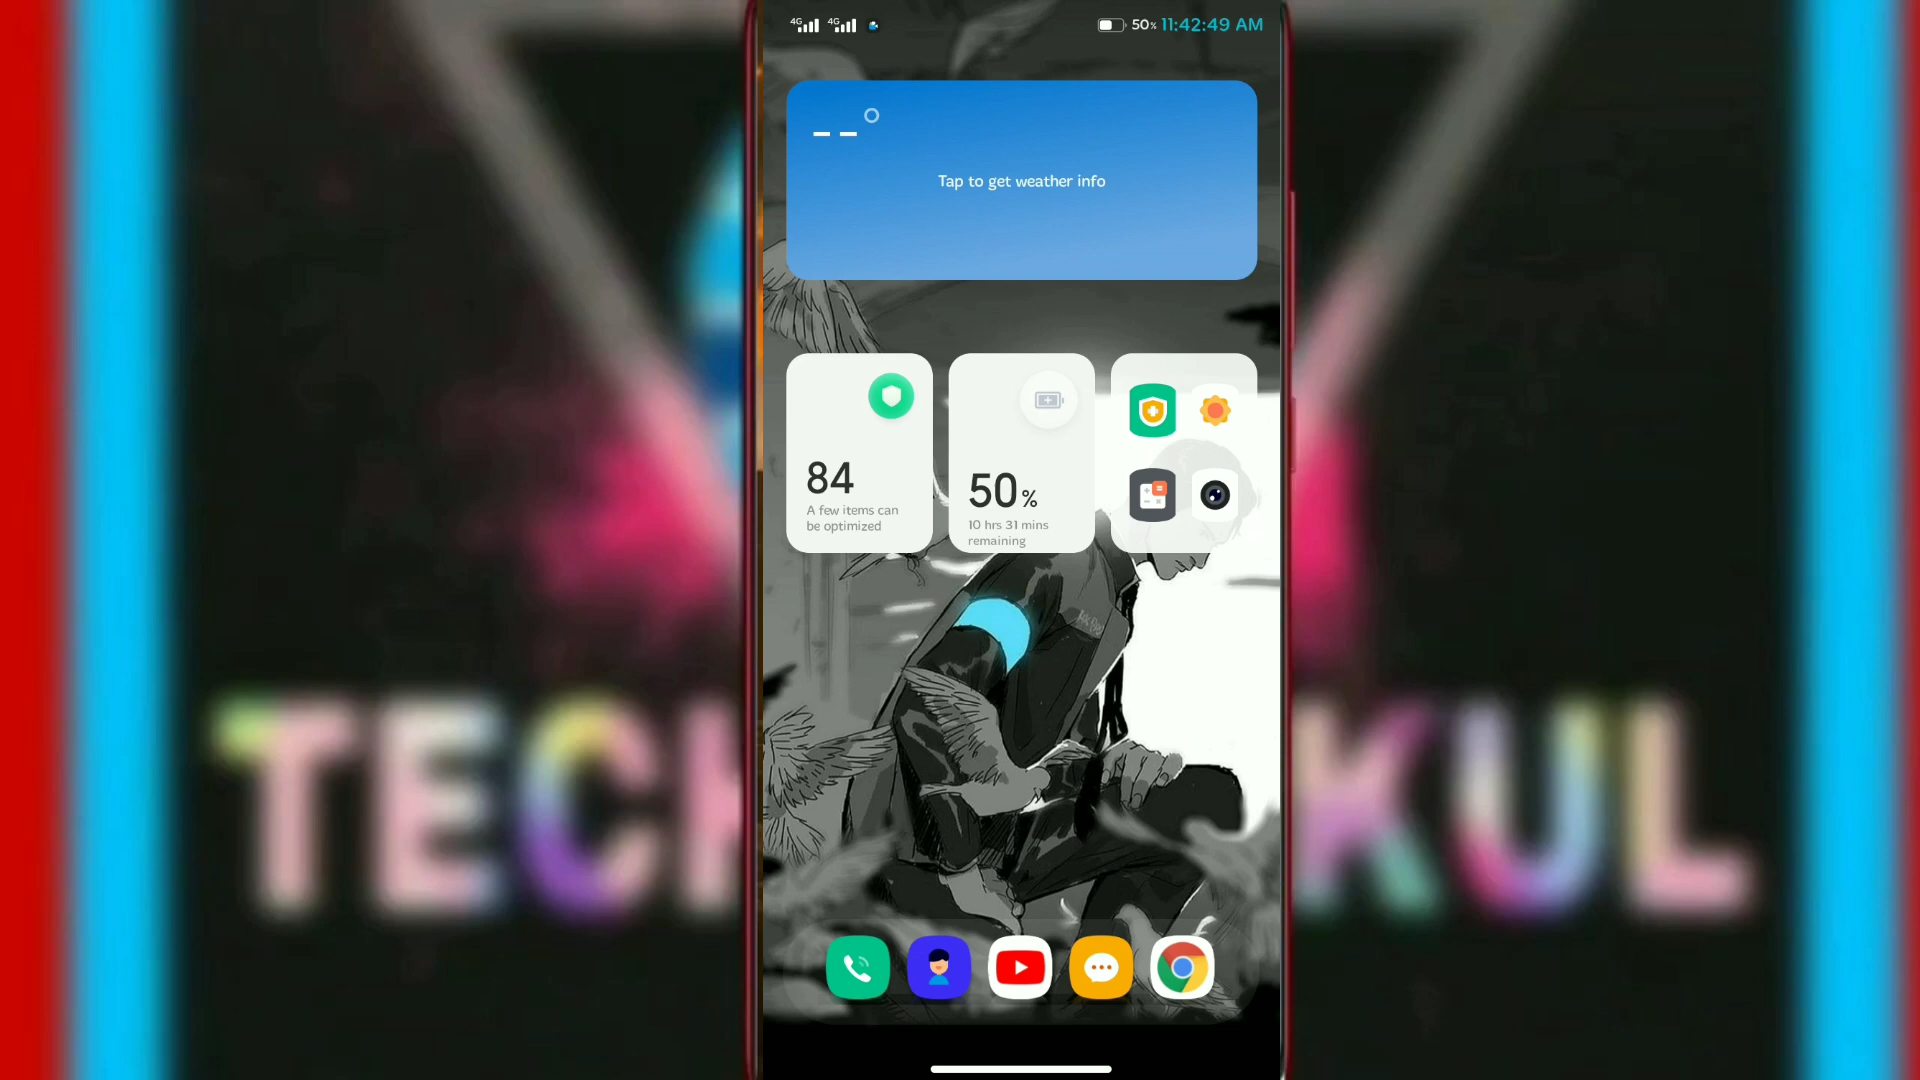 4G 4G 50% 11:42:49 AM
Tap to get weather info
84
A few items can
be optimized
50%
10 hrs 31 mins
remaining
TECH
KUL